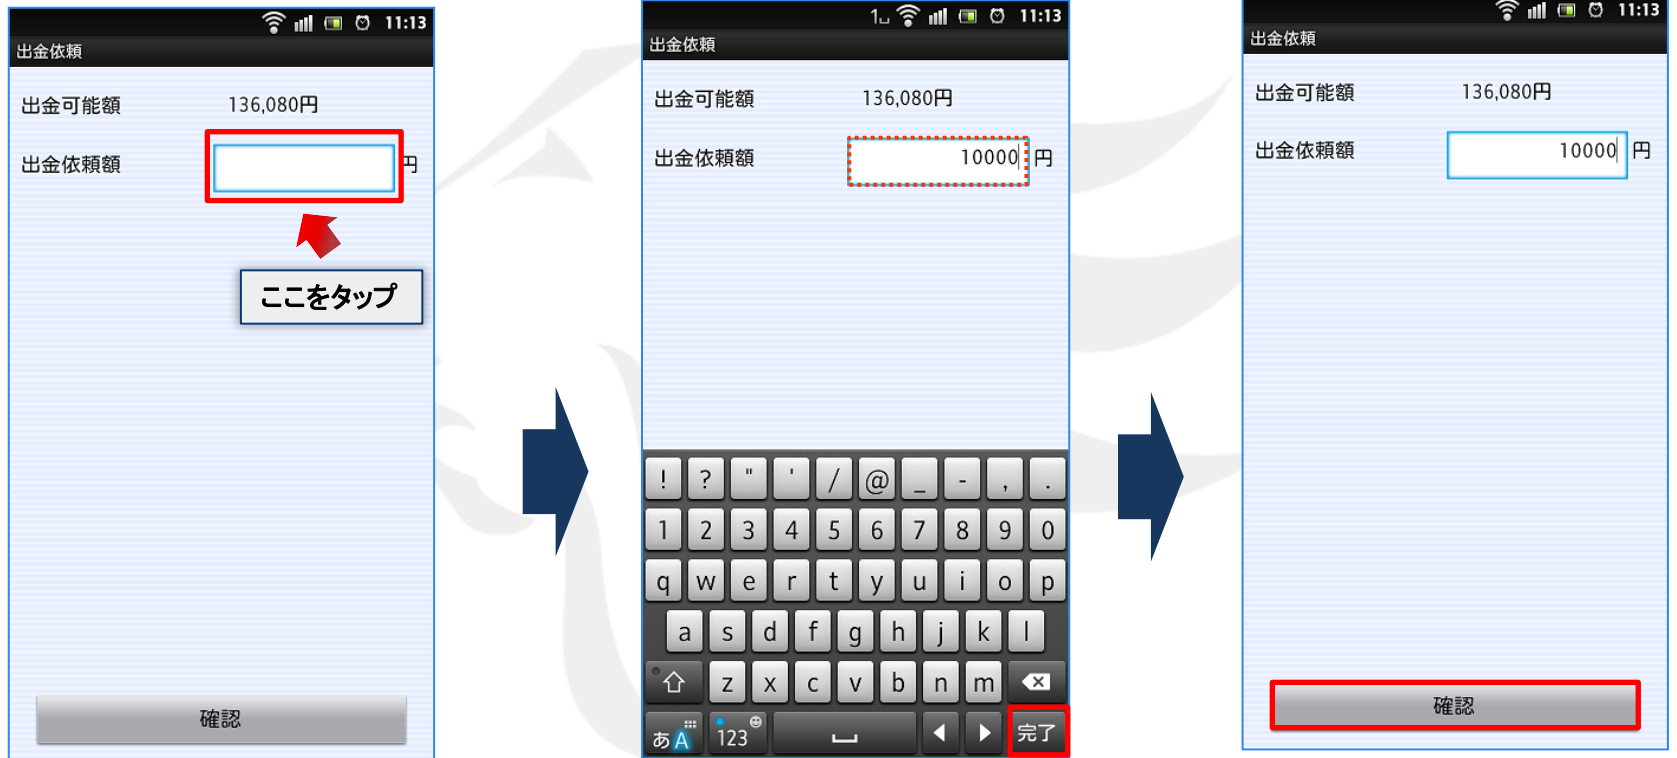 11:13
出金依頼
出金可能額 136,080円
出金依頼額 円
ここをタップ
確認
11:13
出金依頼
出金可能額 136,080円
出金依頼額 10000 円
! ? " ' / @ _ - , .
1 2 3 4 5 6 7 8 9 0
q w e r t y u i o p
a s d f g h j k l
z x c v b n m
あA 123 完了
11:13
出金依頼
出金可能額 136,080円
出金依頼額 10000 円
確認